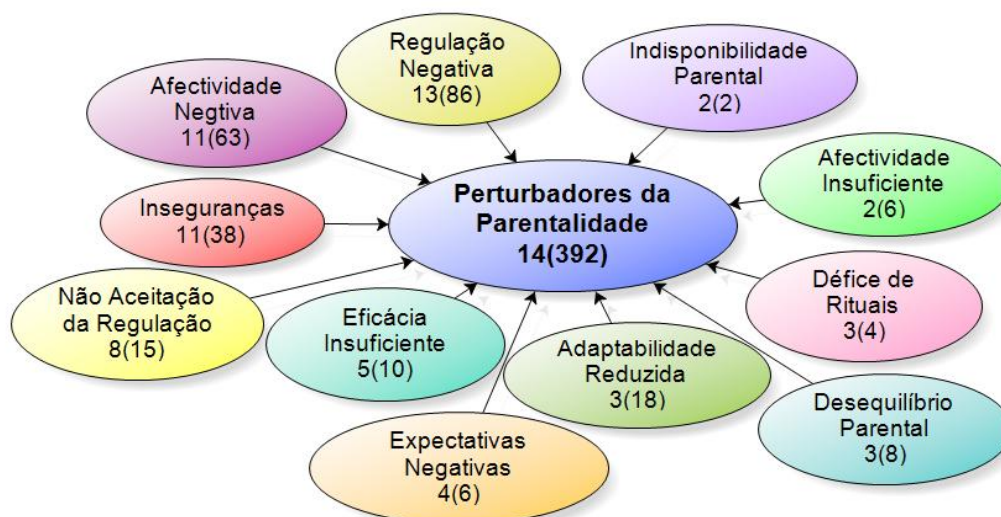 Regulação
Negativa
13(86)
Indisponibilidade
Parental
2(2)
Afectividade
Negtiva
11(63)
Afectividade
Insuficiente
2(6)
Perturbadores da
Parentalidade
14(392)
Inseguranças
11(38)
Não Aceitação
da Regulação
8(15)
Eficácia
Insuficiente
5(10)
Adaptabilidade
Reduzida
3(18)
Défice de
Rituais
3(4)
Expectativas
Negativas
4(6)
Desequilíbrio
Parental
3(8)